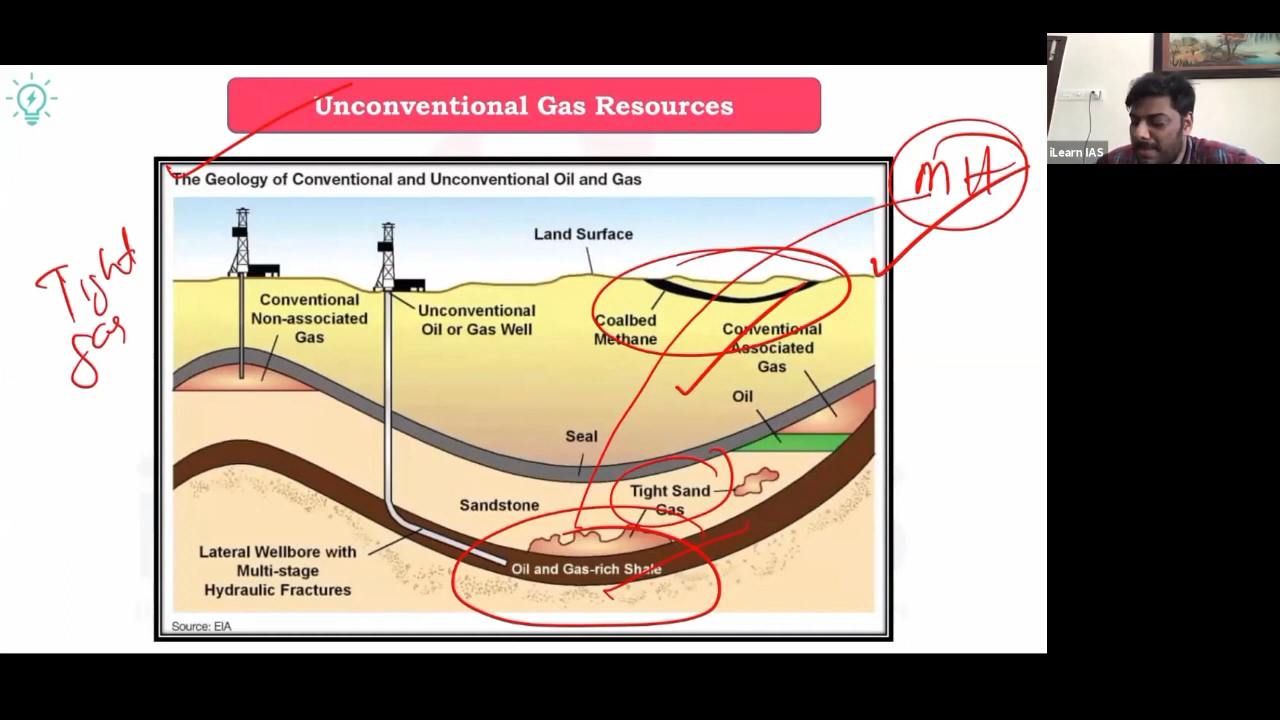 Unconventional Gas Resources
iLearn IAS
The Geology of Conventional and Unconventional Oil and Gas
MH
Tight
gas
Land Surface
Conventional
Non-associated
Gas
Unconventional
Oil or Gas Well
Coalbed
Methane
Conventional
Associated
Gas
Oil
Seal
Tight Sand
Gas
Sandstone
Lateral Wellbore with
Multi-stage
Hydraulic Fractures
Oil and Gas-rich Shale
Source: EIA